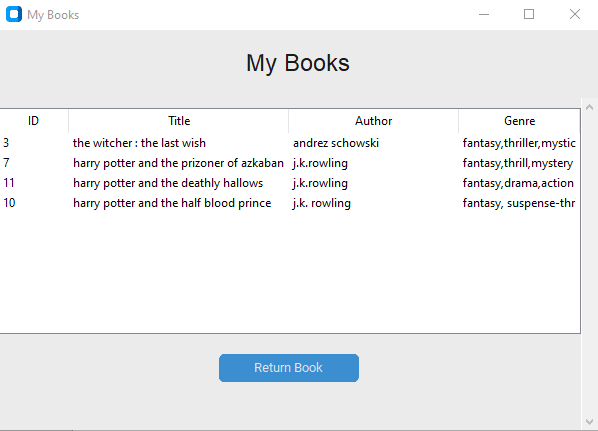 My Books
My Books
ID Title Author Genre
3 the witcher : the last wish andrez schowski fantasy,thriller,mystic
7 harry potter and the prizoner of azkaban j.k.rowling fantasy,thrill,mystery
11 harry potter and the deathly hallows j.k.rowling fantasy,drama,action
10 harry potter and the half blood prince j.k. rowling fantasy, suspense-thr
Return Book